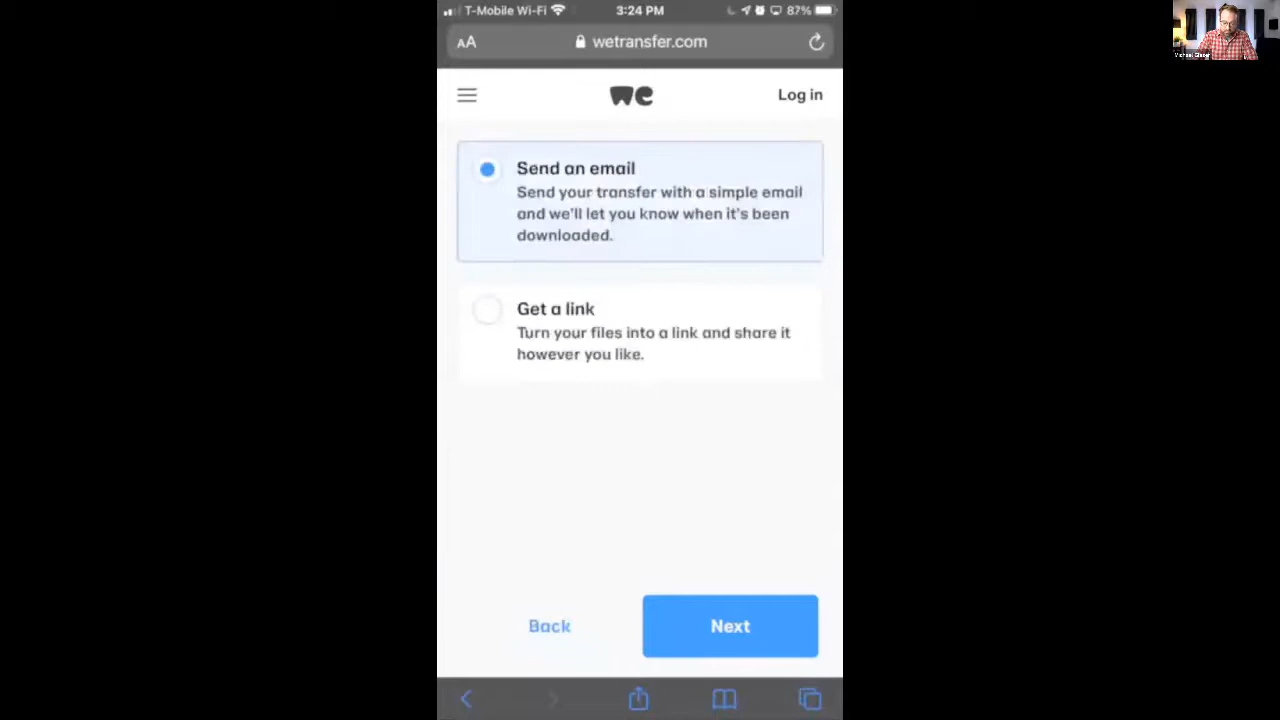 T-Mobile Wi-Fi 3:24 PM 87%
AA wetransfer.com
we Log in
Send an email
Send your transfer with a simple email
and we'll let you know when it's been
downloaded.
Get a link
Turn your files into a link and share it
however you like.
Back Next